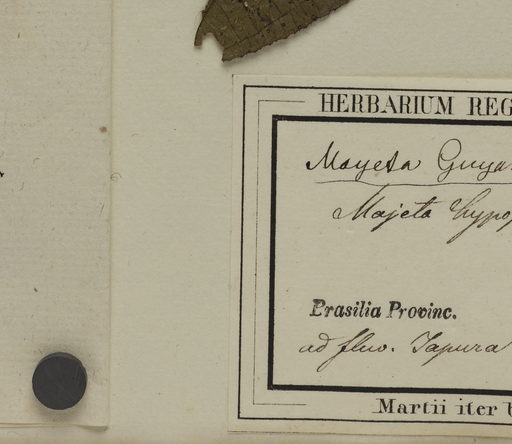 HERBARIUM REG
Mayeta Guya
Majeta hypo
Brasilia Provinc.
ad fluv. Japura
Martii iter